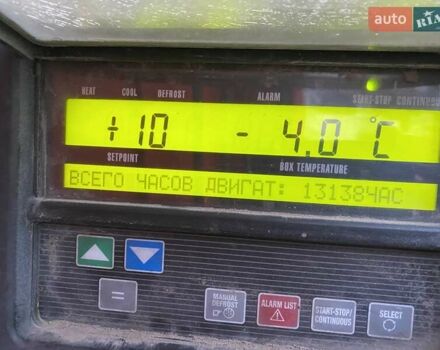 auto RIA
HEAT COOL DEFROST ALARM START-STOP CONTINUOUS
+10 - 4.0 °C
SETPOINT BOX TEMPERATURE
ВСЕГО ЧАСОВ ДВИГАТ: 13138ЧАС
=
MANUAL DEFROST
ALARM LIST
START-STOP/ CONTINUOUS
SELECT